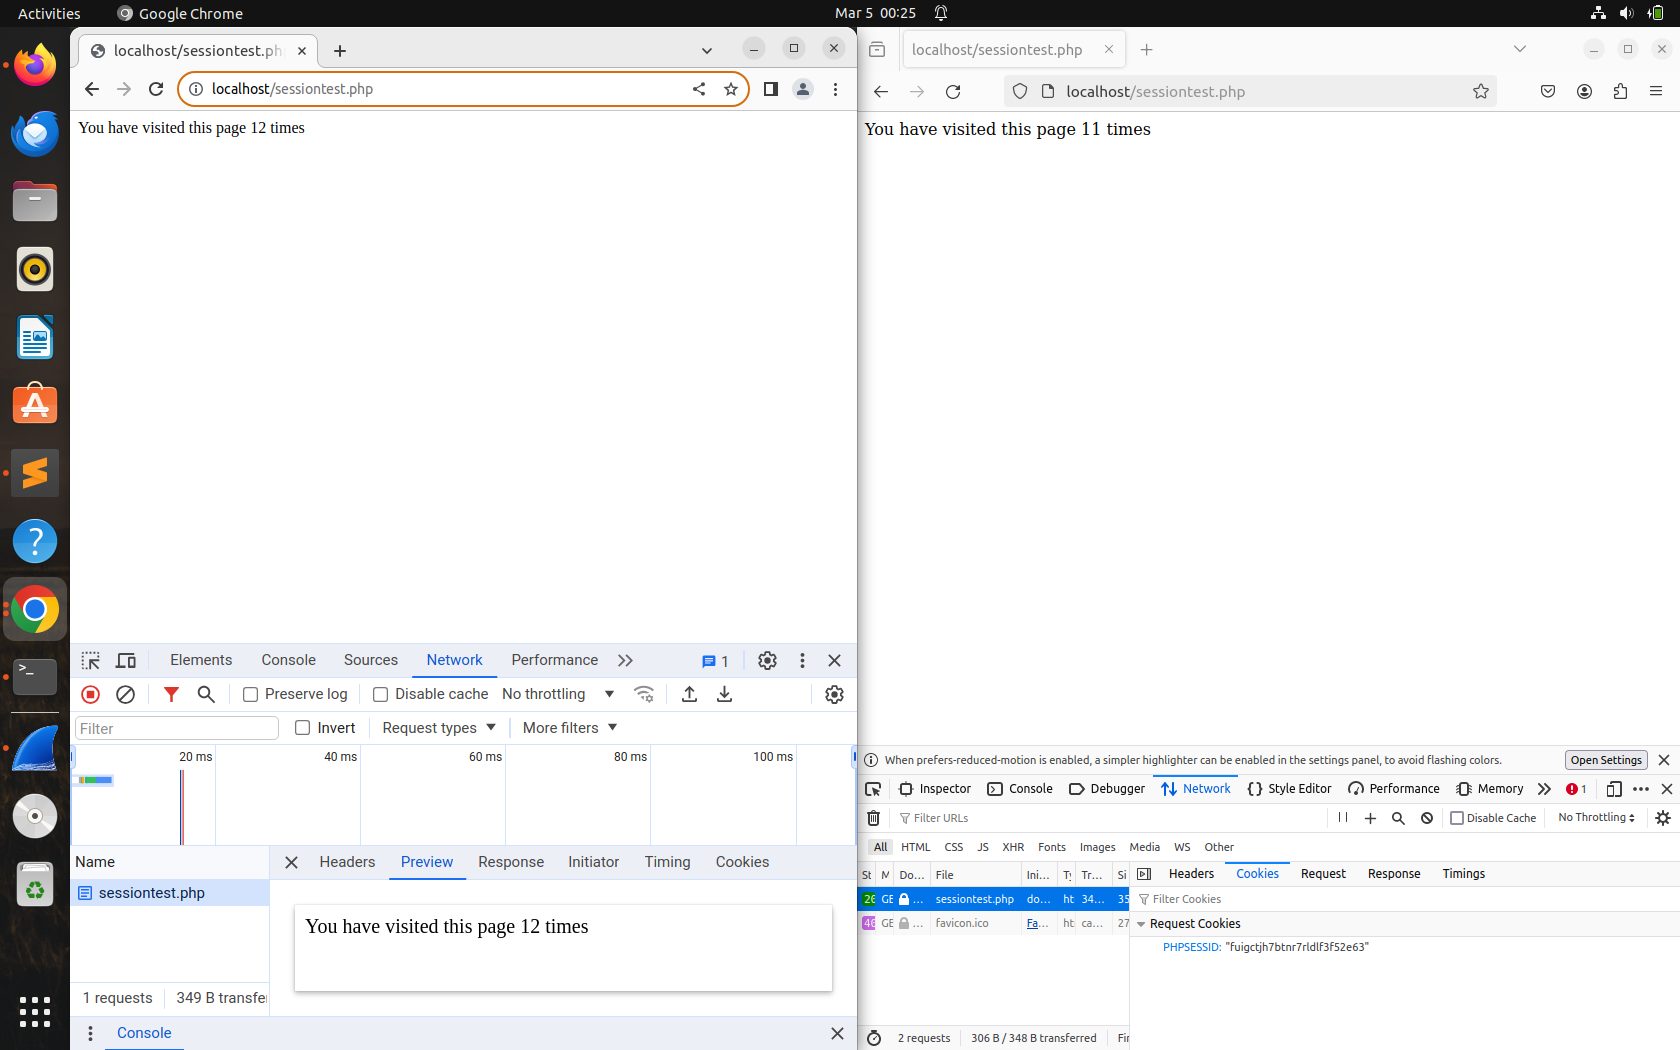 Activities Google Chrome Mar 5 00:25
localhost/sessiontest.php
localhost/sessiontest.php
You have visited this page 12 times
Elements Console Sources Network Performance 1
Preserve log Disable cache No throttling
Filter Invert Request types More filters
20 ms 40 ms 60 ms 80 ms 100 ms
Name
sessiontest.php
1 requests 349 B transfe
Headers Preview Response Initiator Timing Cookies
You have visited this page 12 times
Console
localhost/sessiontest.php
localhost/sessiontest.php
You have visited this page 11 times
When prefers-reduced-motion is enabled, a simpler highlighter can be enabled in the settings panel, to avoid flashing colors. Open Settings
Inspector Console Debugger Network Style Editor Performance Memory 1
Filter URLs Disable Cache No Throttling
All HTML CSS JS XHR Fonts Images Media WS Other
St M Do... File Ini... Ty Tr... Si
20 GE ... sessiontest.php do... ht 34... 35
40 GE ... favicon.ico Fa... ht ca... 27
Headers Cookies Request Response Timings
Filter Cookies
Request Cookies
PHPSESSID: "fuigctjh7btnr7rldlf3f52e63"
2 requests 306 B / 348 B transferred Fir